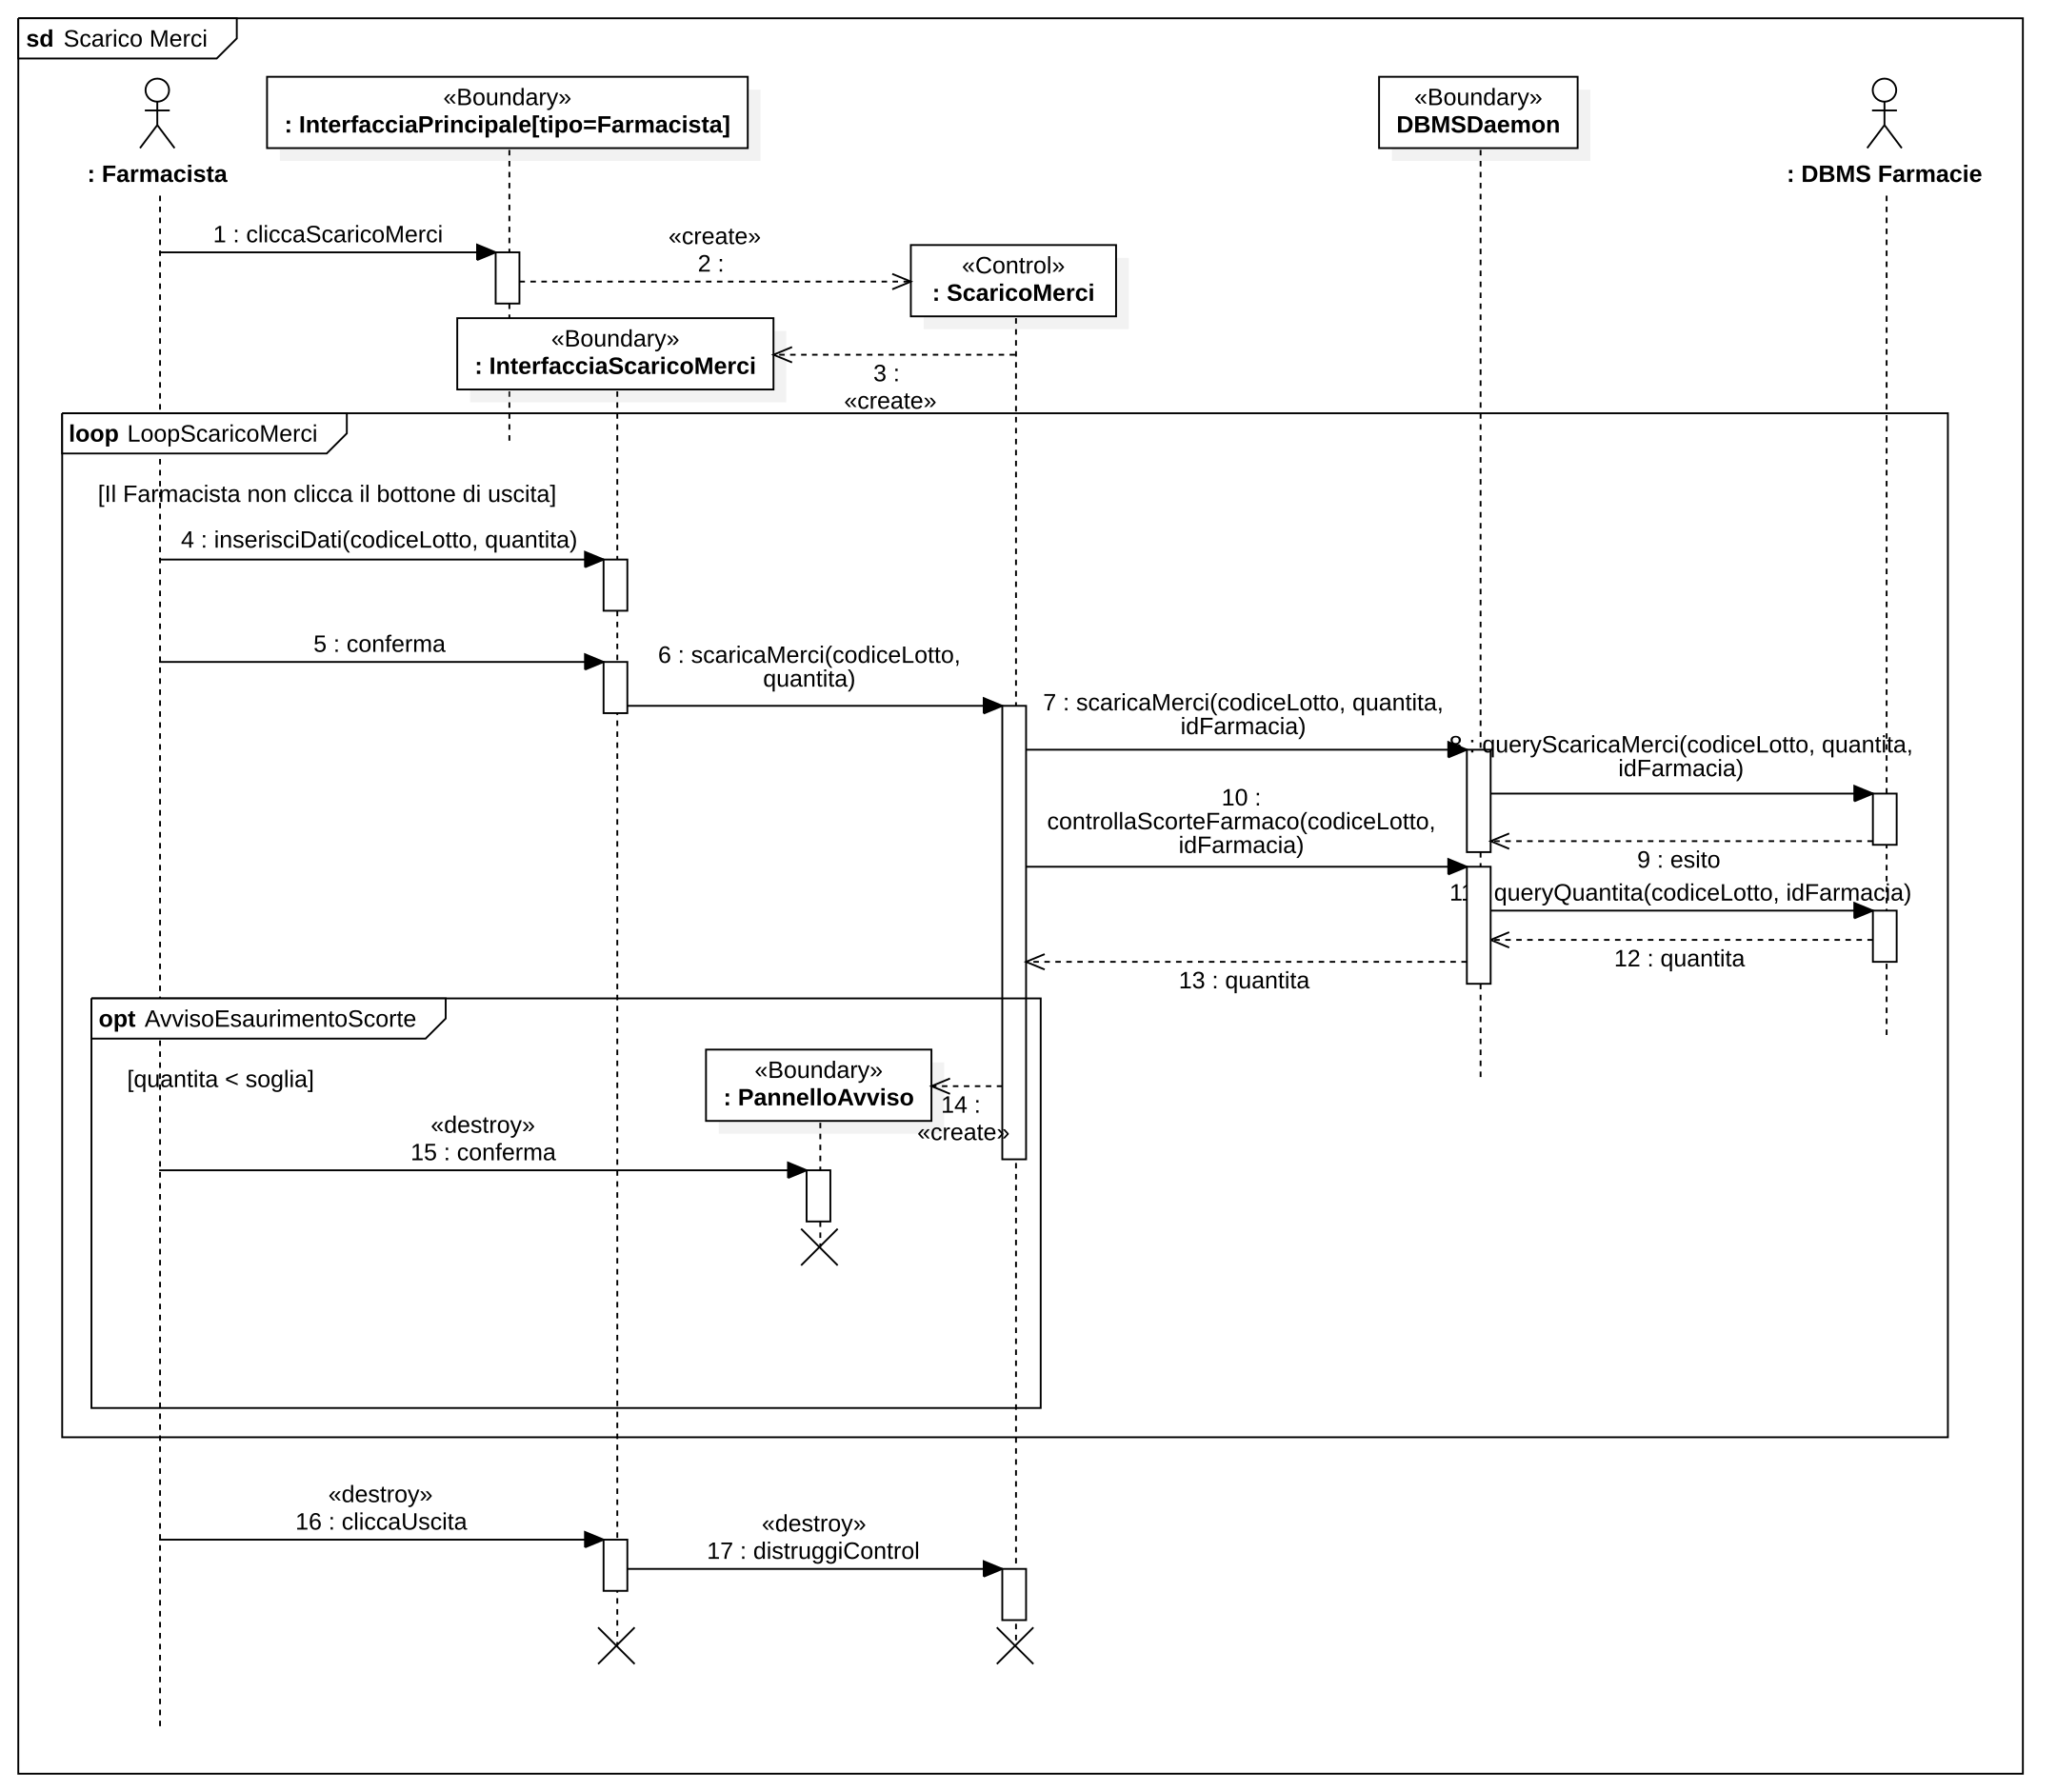 sd Scarico Merci
«Boundary»
: InterfacciaPrincipale[tipo=Farmacista]
«Boundary»
DBMSDaemon
: Farmacista
: DBMS Farmacie
1 : cliccaScaricoMerci
«create»
2 :
«Control»
: ScaricoMerci
«Boundary»
: InterfacciaScaricoMerci
3 :
«create»
loop LoopScaricoMerci
[Il Farmacista non clicca il bottone di uscita]
4 : inserisciDati(codiceLotto, quantita)
5 : conferma
6 : scaricaMerci(codiceLotto,
quantita)
7 : scaricaMerci(codiceLotto, quantita,
idFarmacia)
8 : queryScaricaMerci(codiceLotto, quantita,
idFarmacia)
9 : esito
10 :
controllaScorteFarmaco(codiceLotto,
idFarmacia)
11 : queryQuantita(codiceLotto, idFarmacia)
12 : quantita
13 : quantita
opt AvvisoEsaurimentoScorte
[quantita < soglia]
«Boundary»
: PannelloAvviso
14 :
«create»
«destroy»
15 : conferma
«destroy»
16 : cliccaUscita
«destroy»
17 : distruggiControl